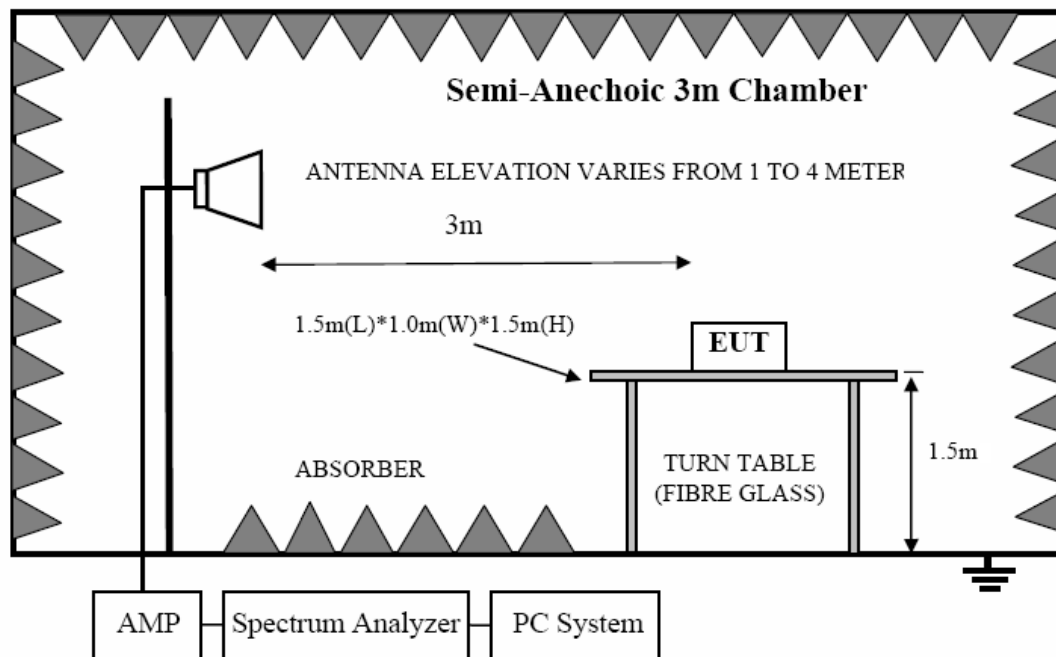 Semi-Anechoic 3m Chamber
ANTENNA ELEVATION VARIES FROM 1 TO 4 METER
3m
1.5m(L)*1.0m(W)*1.5m(H)
EUT
1.5m
ABSORBER
TURN TABLE
(FIBRE GLASS)
AMP
Spectrum Analyzer
PC System